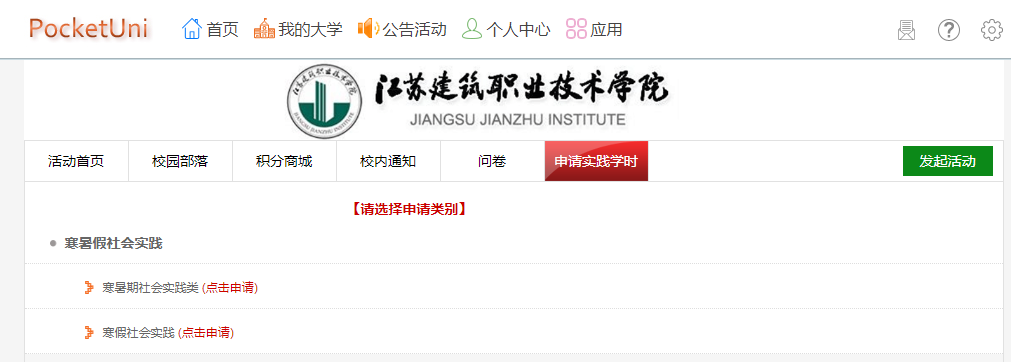 PocketUni 首页 我的大学 公告活动 个人中心 应用
江苏建筑职业技术学院
JIANGSU JIANZHU INSTITUTE
活动首页 校园部落 积分商城 校内通知 问卷 申请实践学时 发起活动
【请选择申请类别】
寒暑假社会实践
寒暑期社会实践类 (点击申请)
寒假社会实践 (点击申请)